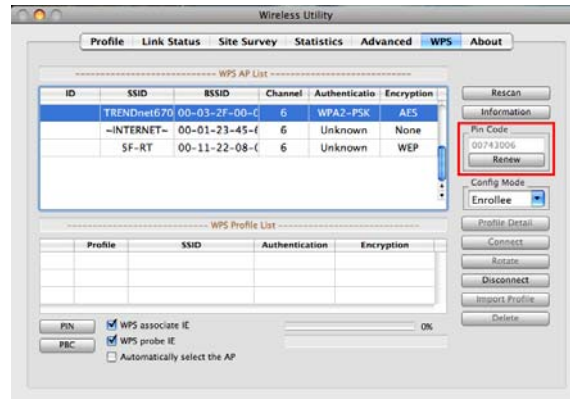 Wireless Utility
Profile Link Status Site Survey Statistics Advanced WPS About
WPS AP List
ID SSID BSSID Channel Authenticatio Encryption
TRENDnet670 00-03-2F-00-C 6 WPA2-PSK AES
~INTERNET~ 00-01-23-45-6 6 Unknown None
SF-RT 00-11-22-08-0 6 Unknown WEP
Rescan
Information
Pin Code
00743006
Renew
Config Mode
Enrollee
WPS Profile List
Profile SSID Authentication Encryption
Profile Detail
Connect
Rotate
Disconnect
Import Profile
Delete
PIN WPS associate IE 0%
PBC WPS probe IE
Automatically select the AP